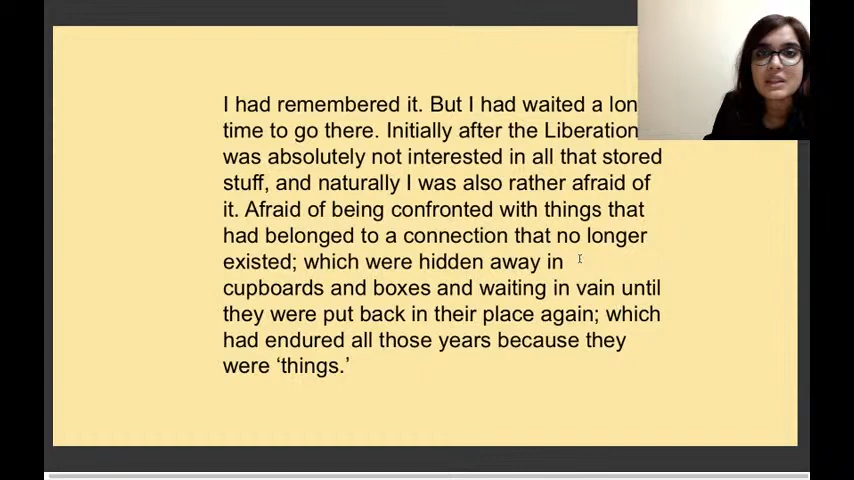 I had remembered it. But I had waited a
time to go there. Initially after the Liberation
was absolutely not interested in all that stored
stuff, and naturally I was also rather afraid of
it. Afraid of being confronted with things that
had belonged to a connection that no longer
existed; which were hidden away in
cupboards and boxes and waiting in vain until
they were put back in their place again; which
had endured all those years because they
were ‘things.’